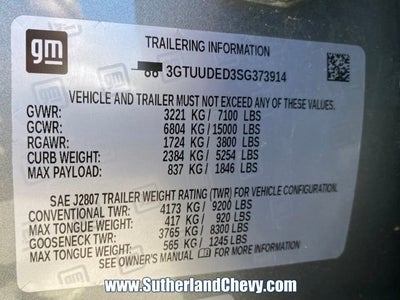 gm
TRAILERING INFORMATION
88 3GTUUDED3SG373914
VEHICLE AND TRAILER MUST NOT EXCEED ANY OF THESE VALUES.
GVWR: 3221 KG / 7100 LBS
GCWR: 6804 KG / 15000 LBS
RGAWR: 1724 KG / 3800 LBS
CURB WEIGHT: 2384 KG / 5254 LBS
MAX PAYLOAD: 837 KG / 1846 LBS
SAE J2807 TRAILER WEIGHT RATING (TWR) FOR VEHICLE CONFIGURATION.
CONVENTIONAL TWR: 4173 KG / 9200 LBS
MAX TONGUE WEIGHT: 417 KG / 920 LBS
GOOSENECK TWR: 3765 KG / 8300 LBS
MAX TONGUE WEIGHT: 565 KG / 1245 LBS
SEE OWNER'S MANUAL FOR MORE INFORMATION
www.SutherlandChevy.com